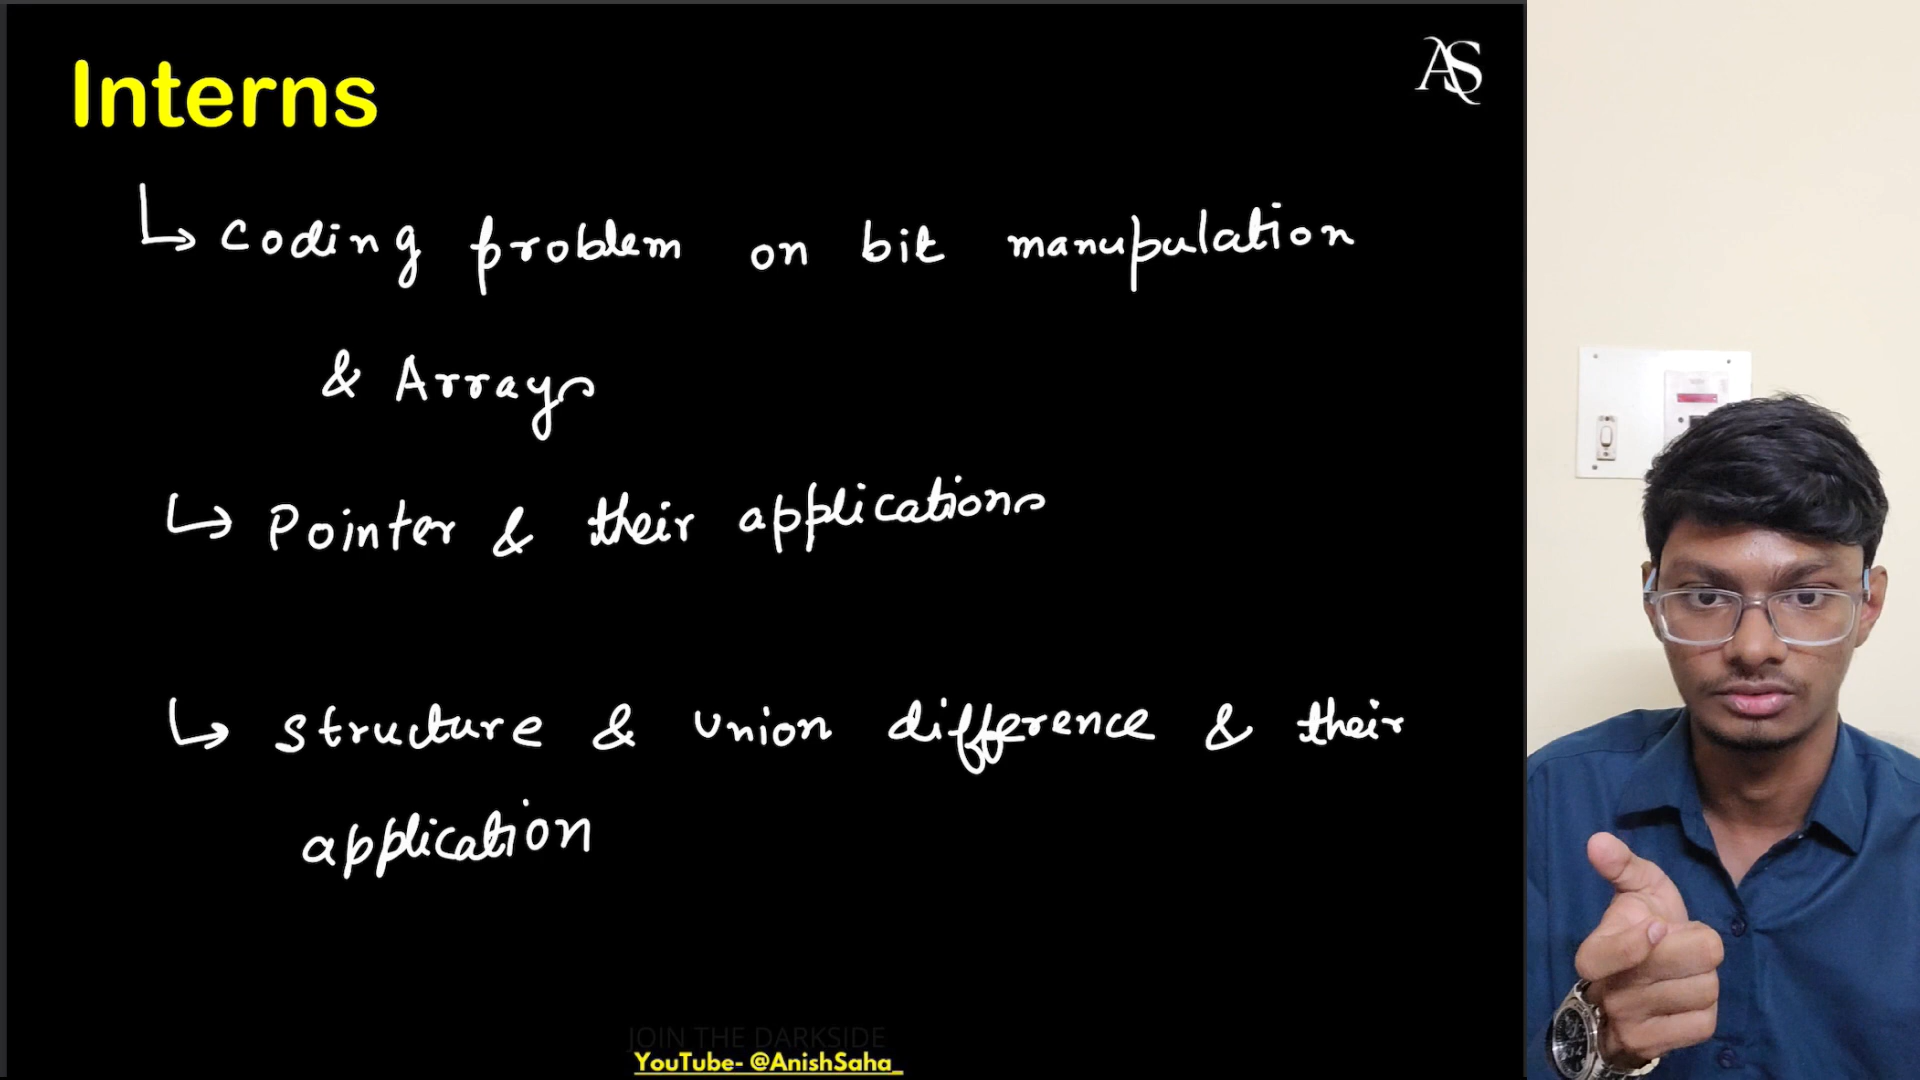 Interns
AS
↳ coding problem on bit manupulation
& Arrays
↳ Pointer & their applications
↳ structure & union difference & their
application
JOIN THE DARKSIDE
YouTube- @AnishSaha_